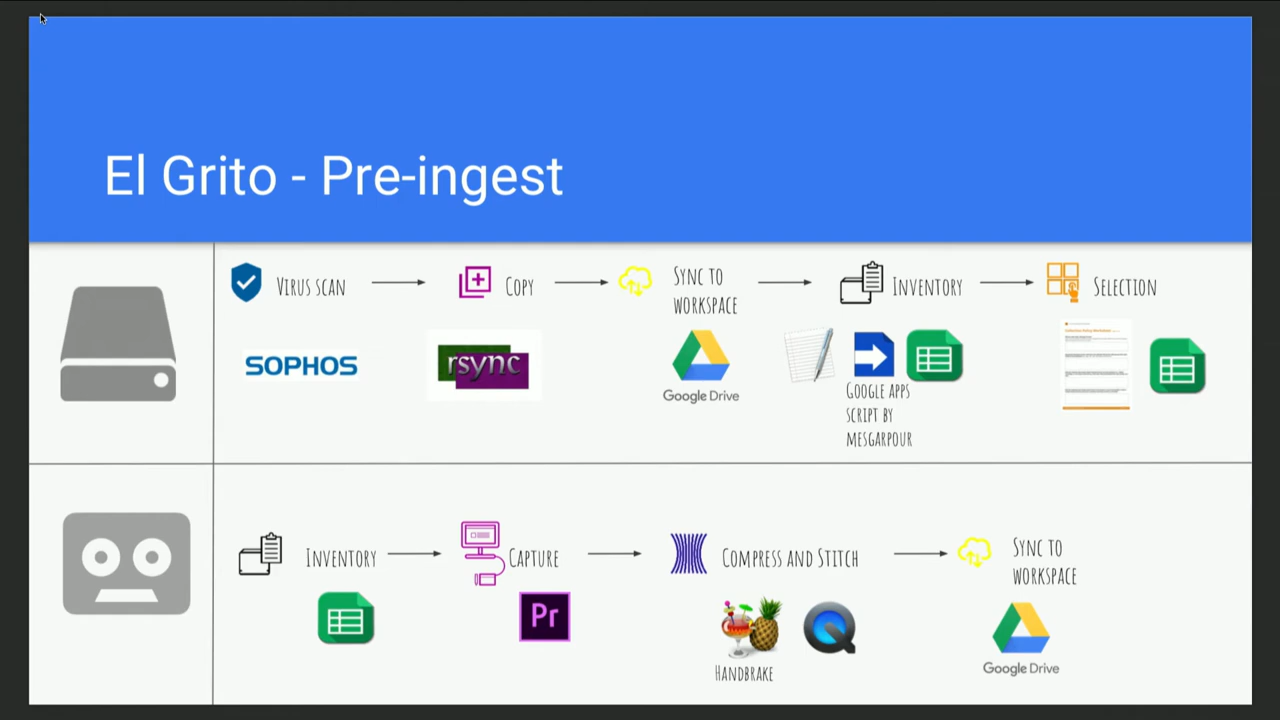 El Grito - Pre-ingest
VIRUS SCAN
COPY
SYNC TO
WORKSPACE
INVENTORY
SELECTION
SOPHOS
rsync
Google Drive
GOOGLE APPS
SCRIPT BY
MESGARPOUR
INVENTORY
CAPTURE
COMPRESS AND STITCH
SYNC TO
WORKSPACE
Pr
HANDBRAKE
Google Drive